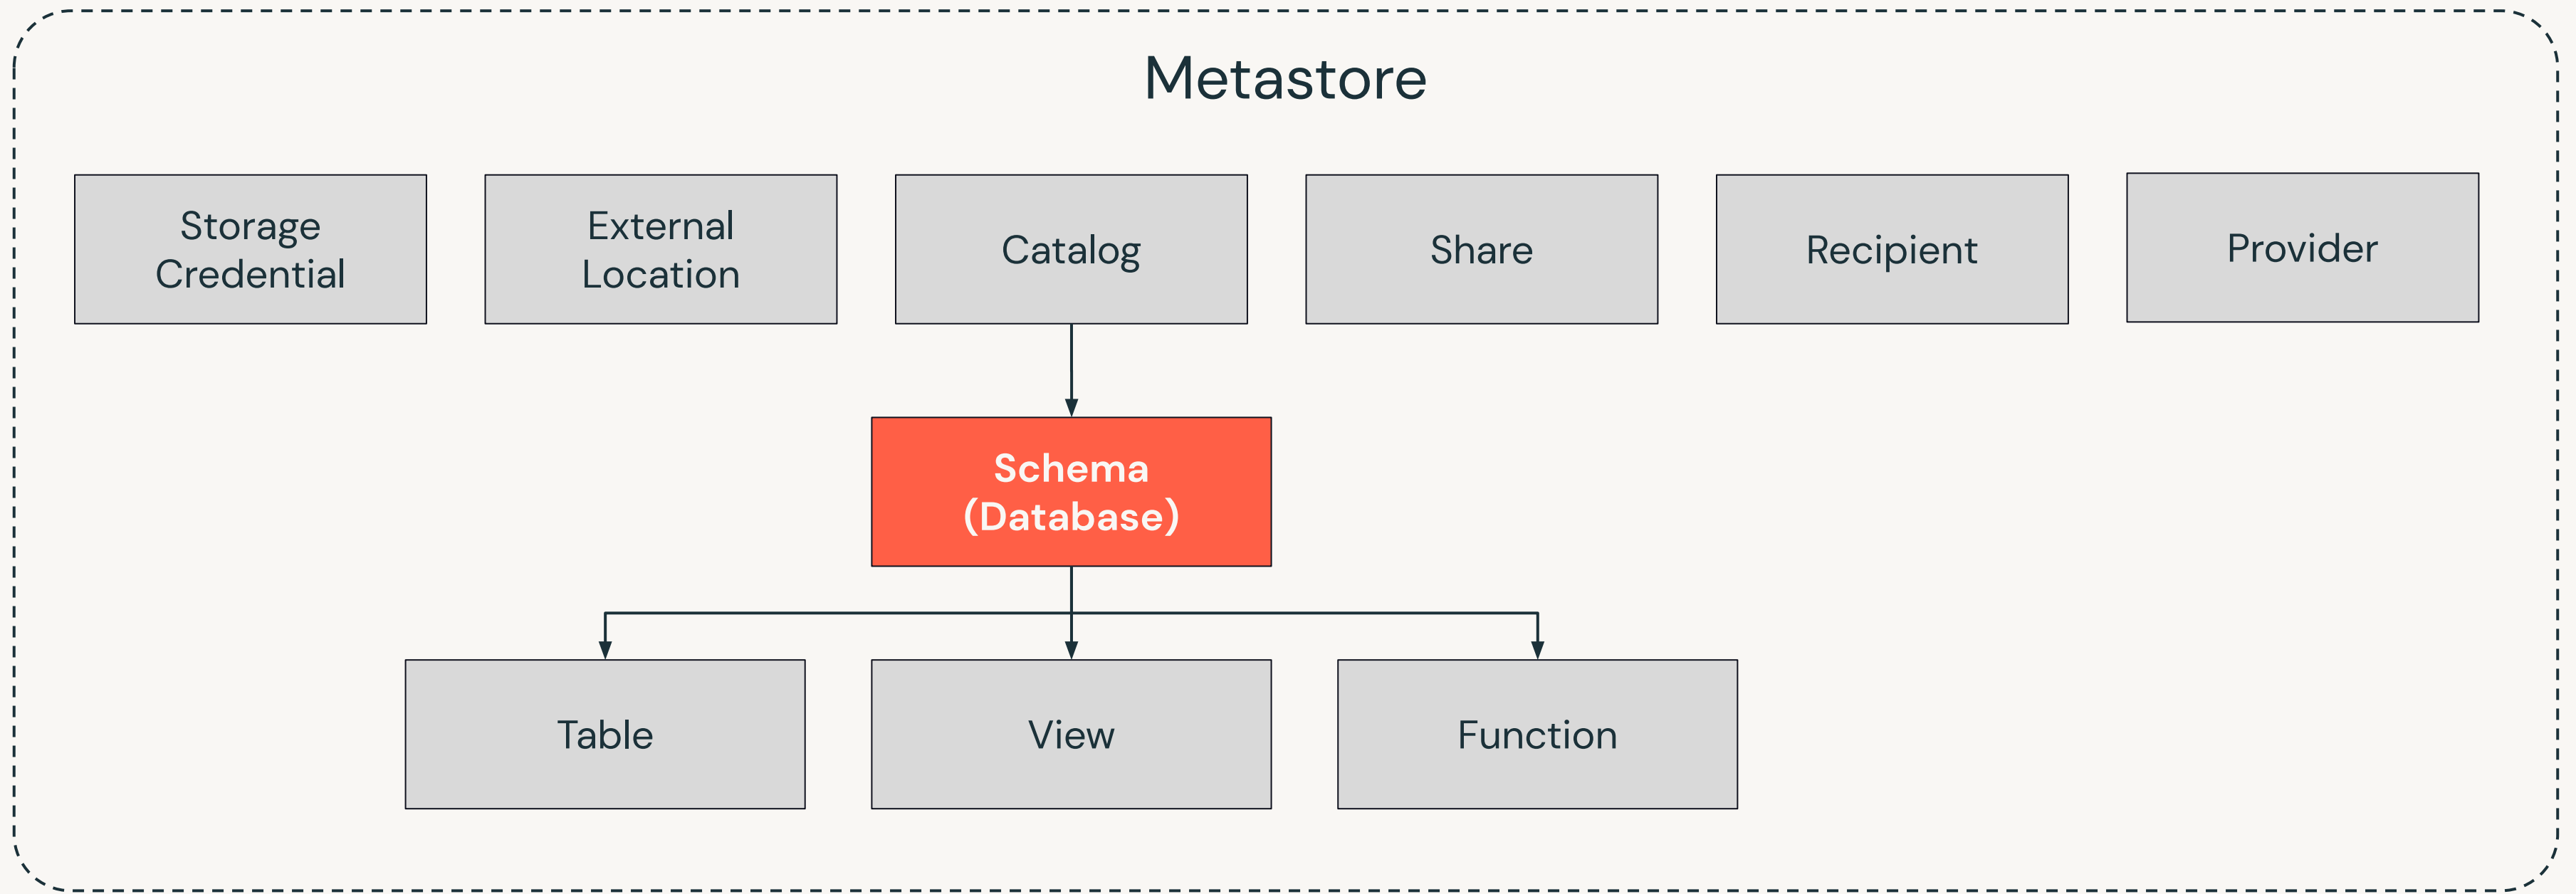 Metastore
Storage
Credential
External
Location
Catalog
Share
Recipient
Provider
Schema
(Database)
Table
View
Function